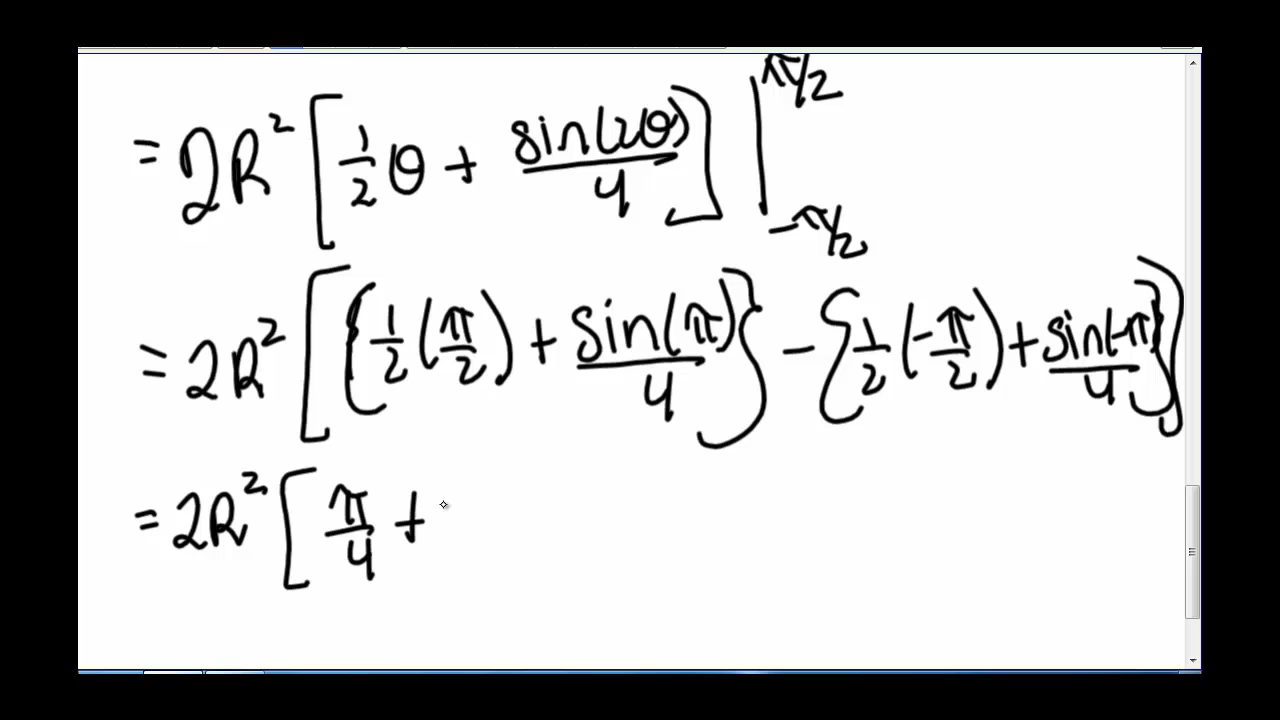 = 2R² [ 1/2 θ + sin(2θ)/4 ] |_{-π/2}^{π/2}
= 2R² [ { 1/2 (π/2) + sin(π)/4 } - { 1/2 (-π/2) + sin(-π)/4 } ]
= 2R² [ π/4 +